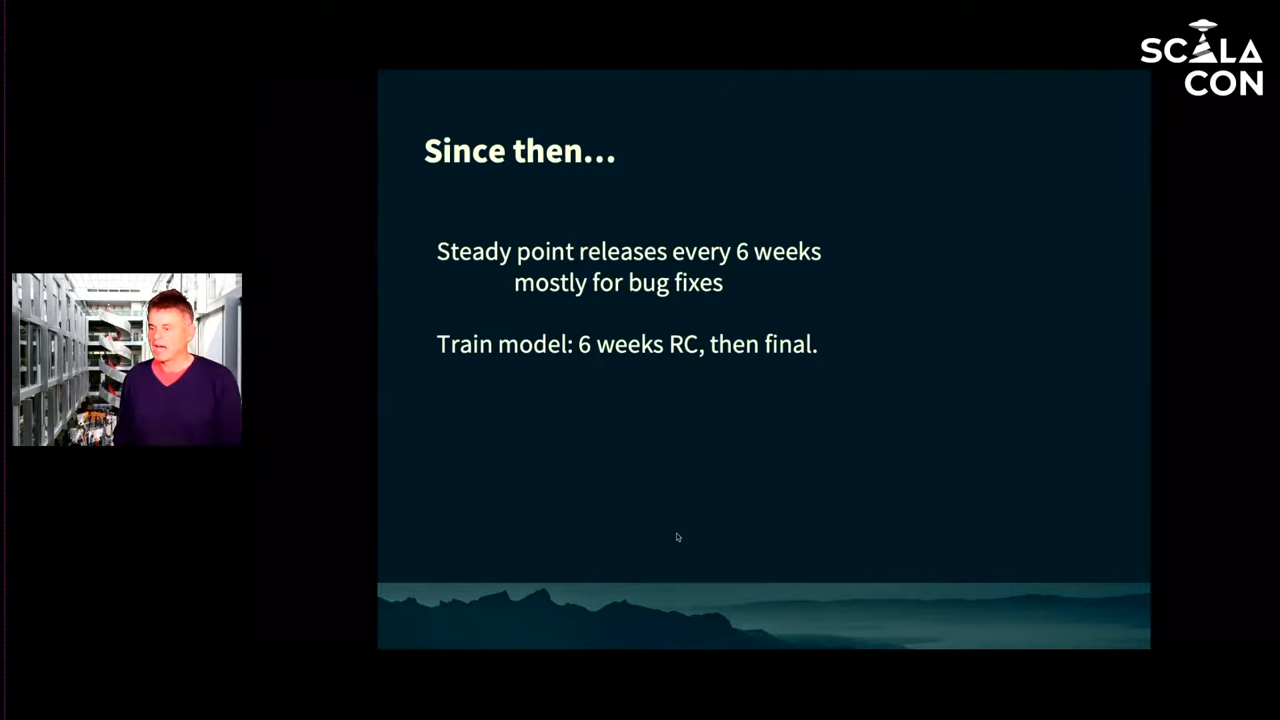 SCALA
CON
Since then...
Steady point releases every 6 weeks
mostly for bug fixes
Train model: 6 weeks RC, then final.